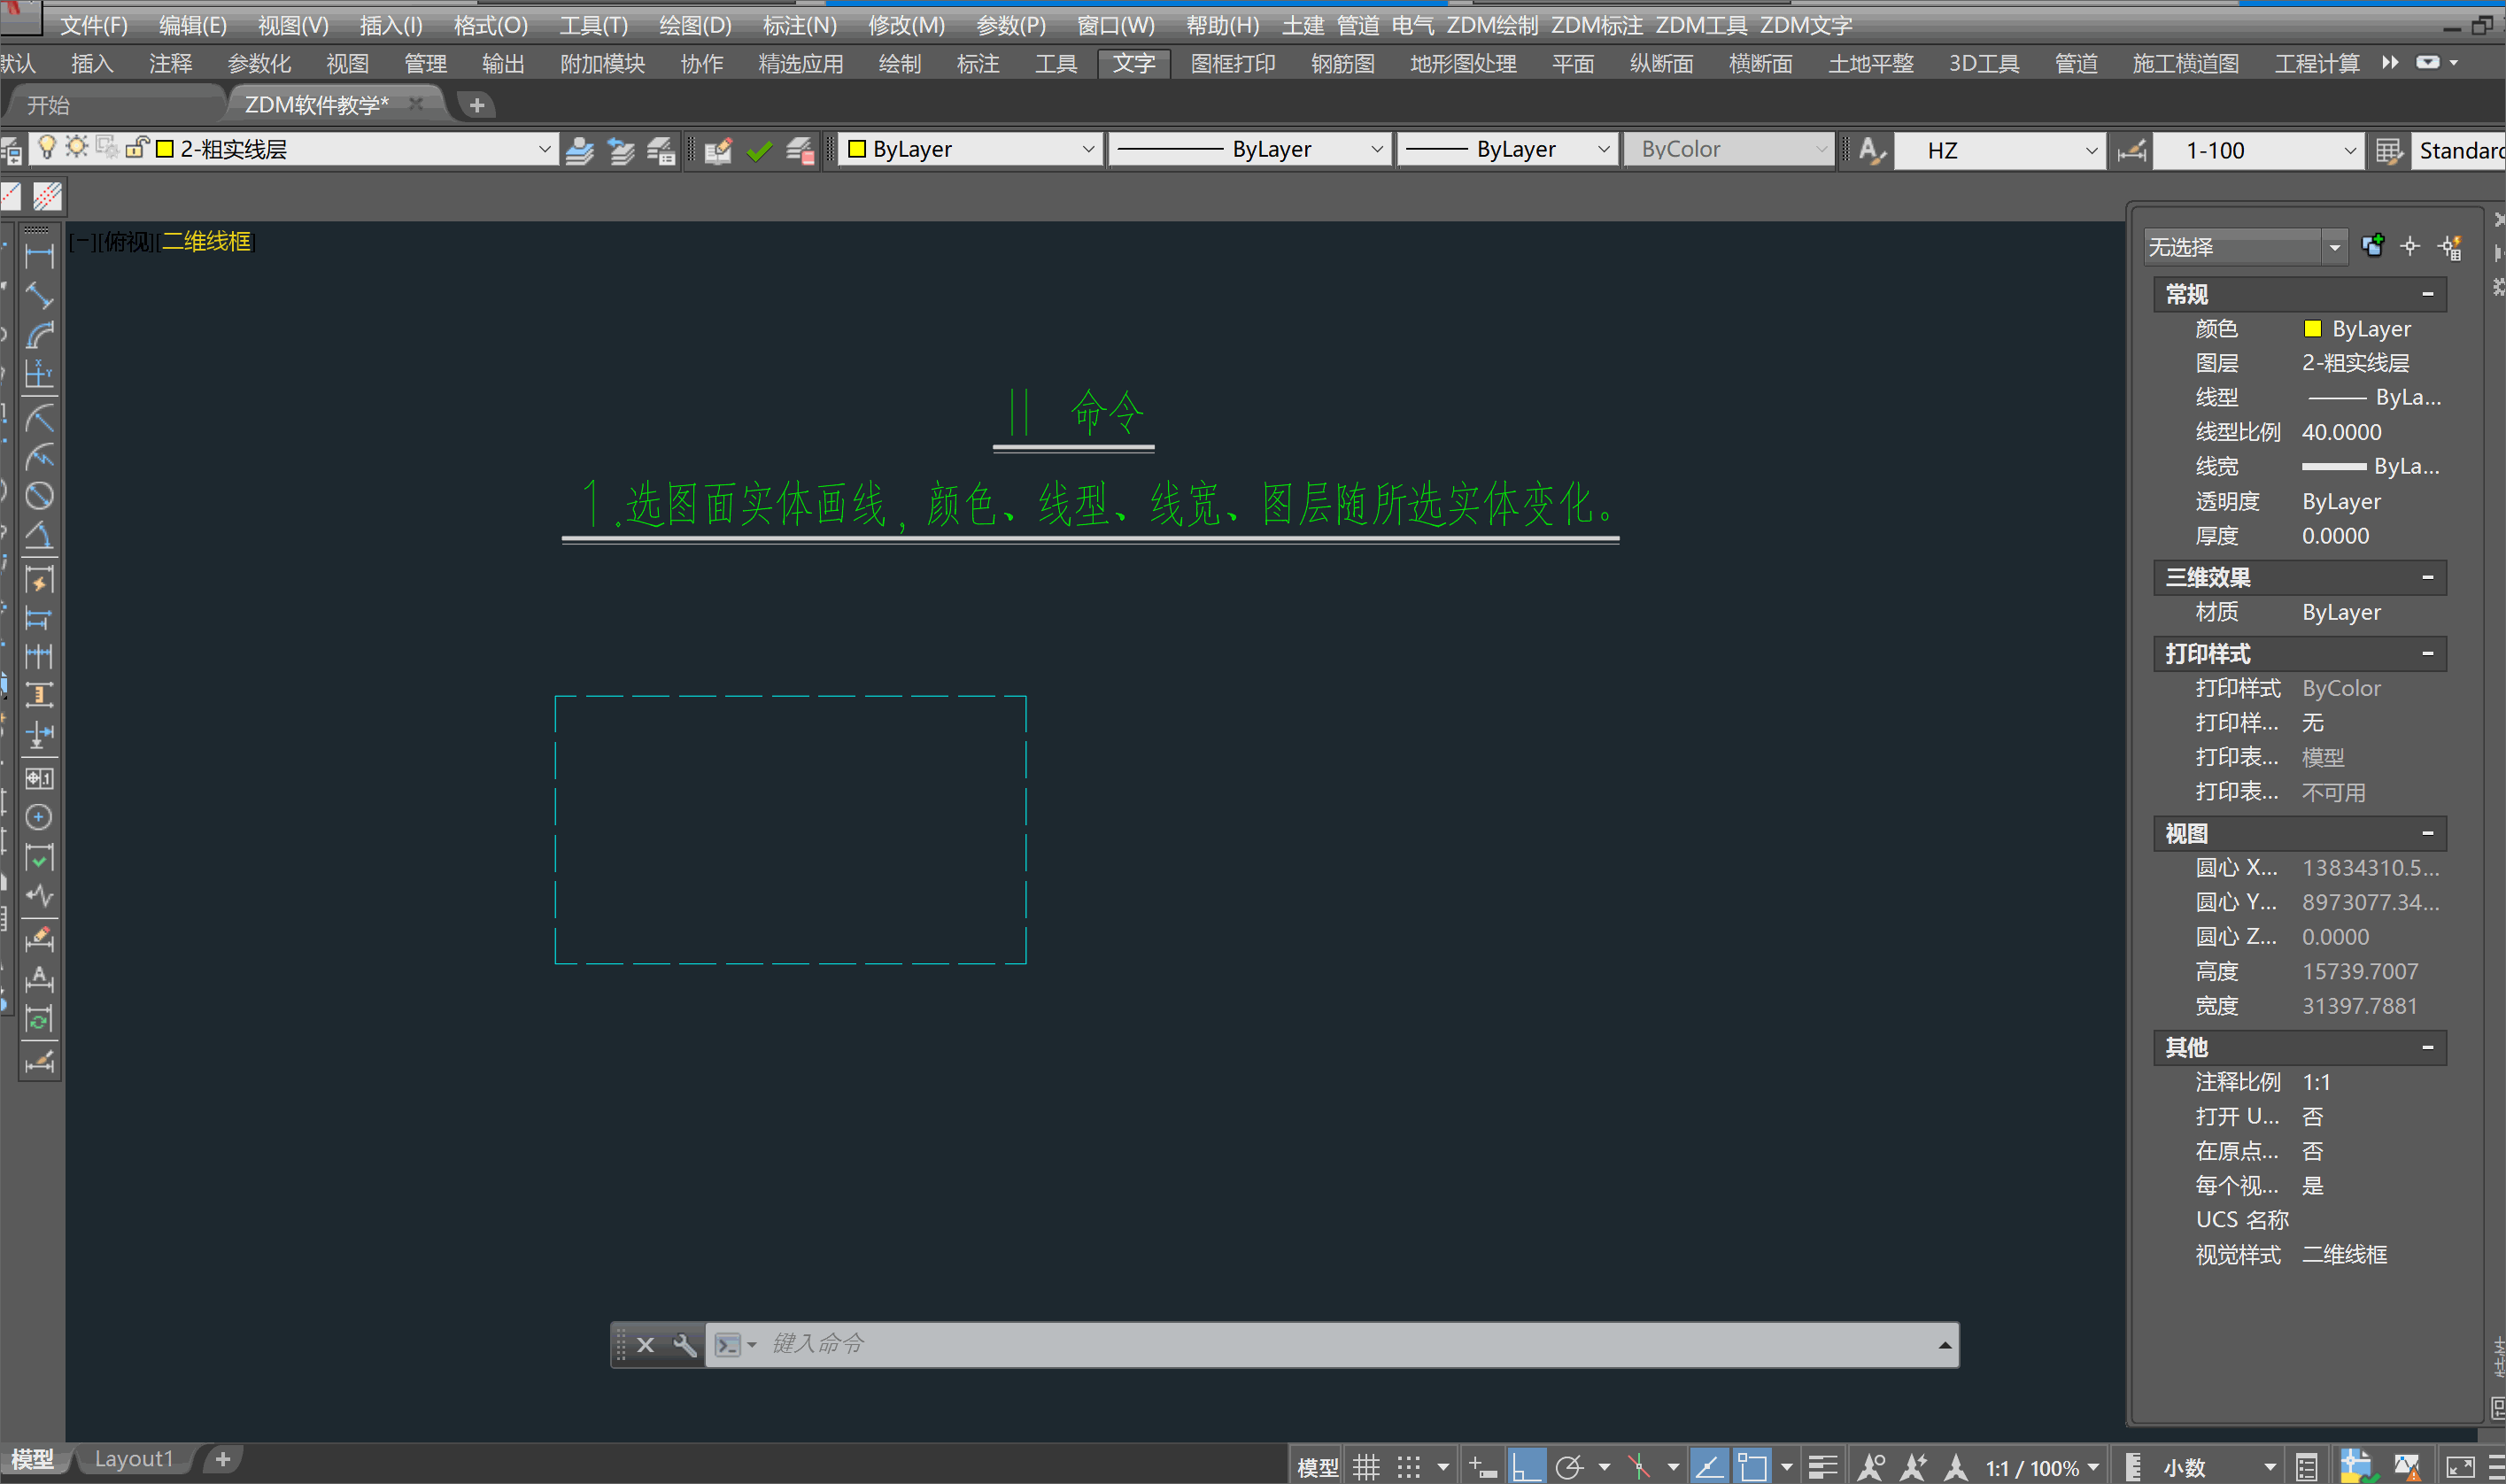 文件(F) 编辑(E) 视图(V) 插入(I) 格式(O) 工具(T) 绘图(D) 标注(N) 修改(M) 参数(P) 窗口(W) 帮助(H) 土建 管道 电气 ZDM绘制 ZDM标注 ZDM工具 ZDM文字
默认 插入 注释 参数化 视图 管理 输出 附加模块 协作 精选应用 绘制 标注 工具 文字 图框打印 钢筋图 地形图处理 平面 纵断面 横断面 土地平整 3D工具 管道 施工横道图 工程计算
开始 ZDM软件教学*
2-粗实线层 ByLayer ByLayer ByLayer ByColor HZ 1-100 Standard
[−][俯视][二维线框]
|| 命令
1.选图面实体画线,颜色、线型、线宽、图层随所选实体变化。
键入命令
无选择
常规
颜色 ByLayer
图层 2-粗实线层
线型 ByLa...
线型比例 40.0000
线宽 ByLa...
透明度 ByLayer
厚度 0.0000
三维效果
材质 ByLayer
打印样式
打印样式 ByColor
打印样... 无
打印表... 模型
打印表... 不可用
视图
圆心 X... 13834310.5...
圆心 Y... 8973077.34...
圆心 Z... 0.0000
高度 15739.7007
宽度 31397.7881
其他
注释比例 1:1
打开 U... 否
在原点... 否
每个视... 是
UCS 名称
视觉样式 二维线框
模型 Layout1
模型 1:1 / 100% 小数